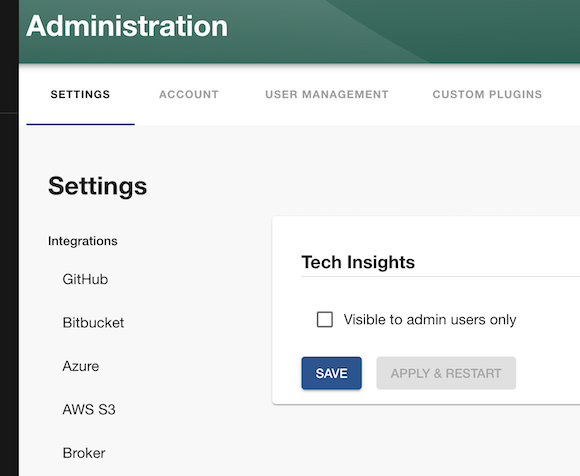 Administration
SETTINGS
ACCOUNT
USER MANAGEMENT
CUSTOM PLUGINS
Settings
Integrations
GitHub
Bitbucket
Azure
AWS S3
Broker
Tech Insights
Visible to admin users only
SAVE
APPLY & RESTART